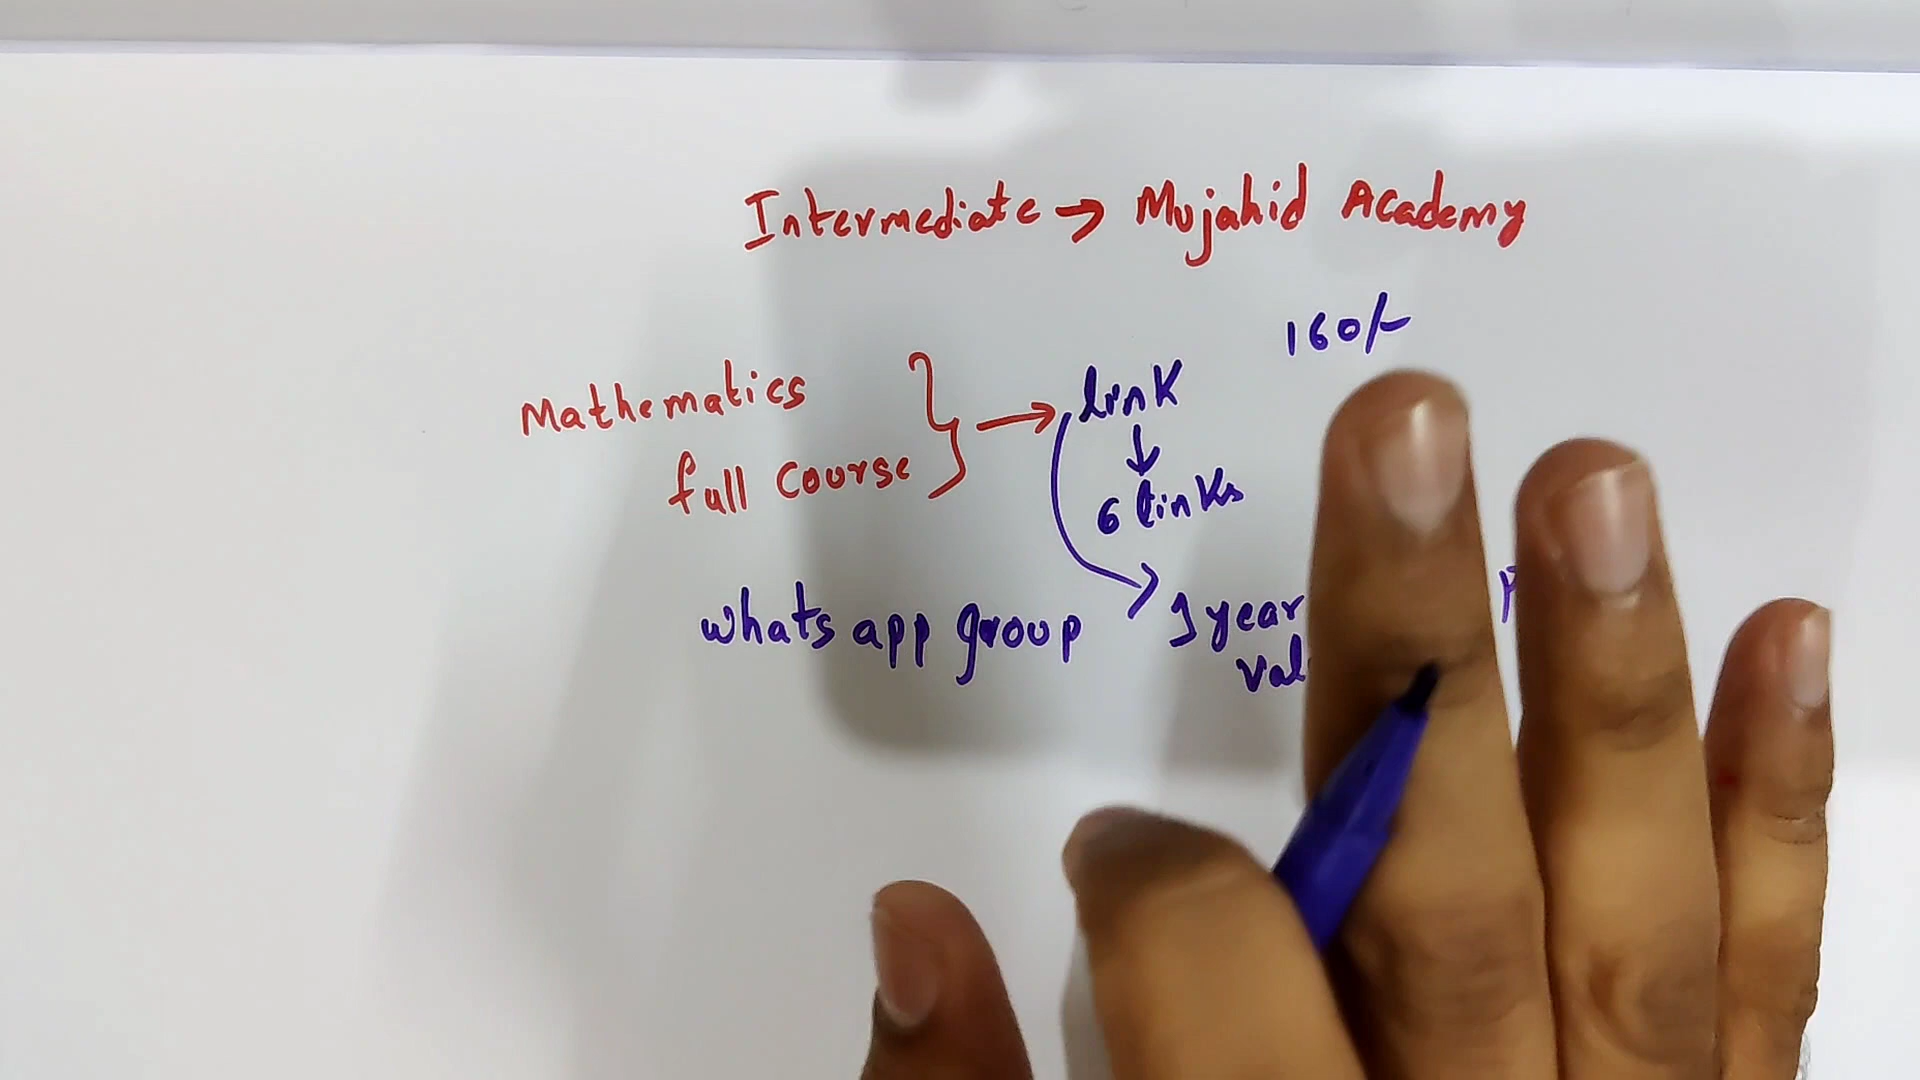 Intermediate → Mujahid Academy
160/-
Mathematics
full Course
→ link
↓
6 links
whats app group
1 year